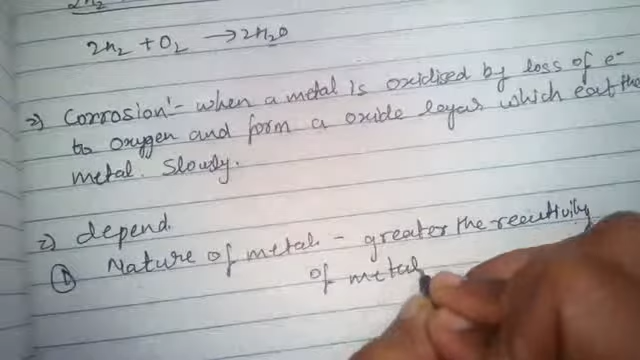 2H₂ + O₂ → 2H₂O
⇒ Corrosion:- when a metal is oxidised by loss of e-
to oxygen and form a oxide layer which eat the
metal. Slowly.
2) depend.
① Nature of metal - greater the reactivity
of metal